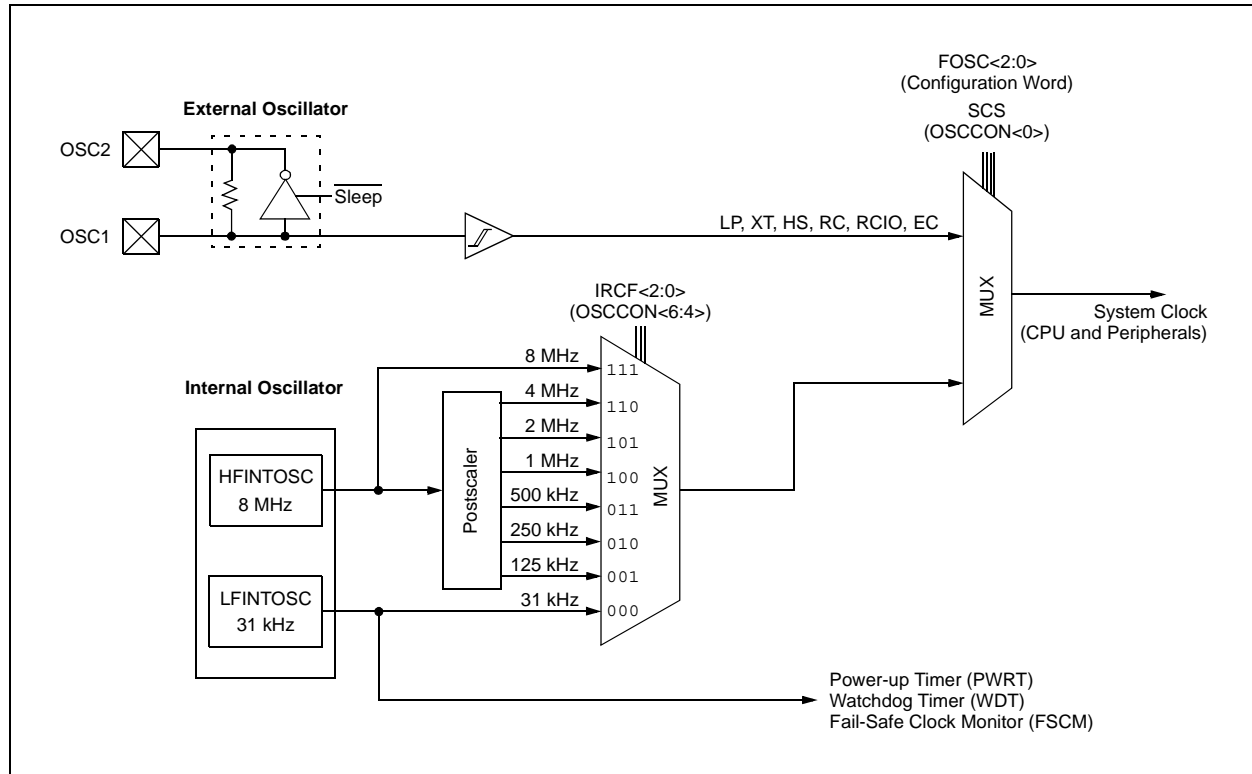 FOSC<2:0>
(Configuration Word)
SCS
(OSCCON<0>)
External Oscillator
OSC2
Sleep
OSC1
LP, XT, HS, RC, RCIO, EC
IRCF<2:0>
(OSCCON<6:4>)
MUX
System Clock
(CPU and Peripherals)
Internal Oscillator
HFINTOSC
8 MHz
LFINTOSC
31 kHz
Postscaler
8 MHz
111
4 MHz
110
2 MHz
101
1 MHz
100
500 kHz
011
250 kHz
010
125 kHz
001
31 kHz
000
MUX
Power-up Timer (PWRT)
Watchdog Timer (WDT)
Fail-Safe Clock Monitor (FSCM)